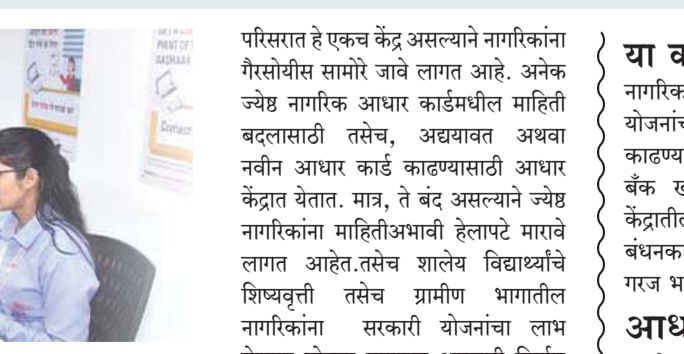 परिसरात हे एकच केंद्र असल्याने नागरिकांना
गैरसोयीस सामोरे जावे लागत आहे. अनेक
ज्येष्ठ नागरिक आधार कार्डमधील माहिती
बदलासाठी तसेच, अद्ययावत अथवा
नवीन आधार कार्ड काढण्यासाठी आधार
केंद्रात येतात. मात्र, ते बंद असल्याने ज्येष्ठ
नागरिकांना माहितीअभावी हेलापटे मारावे
लागत आहेत.तसेच शालेय विद्यार्थ्यांचे
शिष्यवृत्ती तसेच ग्रामीण भागातील
नागरिकांना सरकारी योजनांचा लाभ
या
नागरिक
योजनांच
काढण्या
बँक
केंद्रातील
बंधनका
गरज
आध